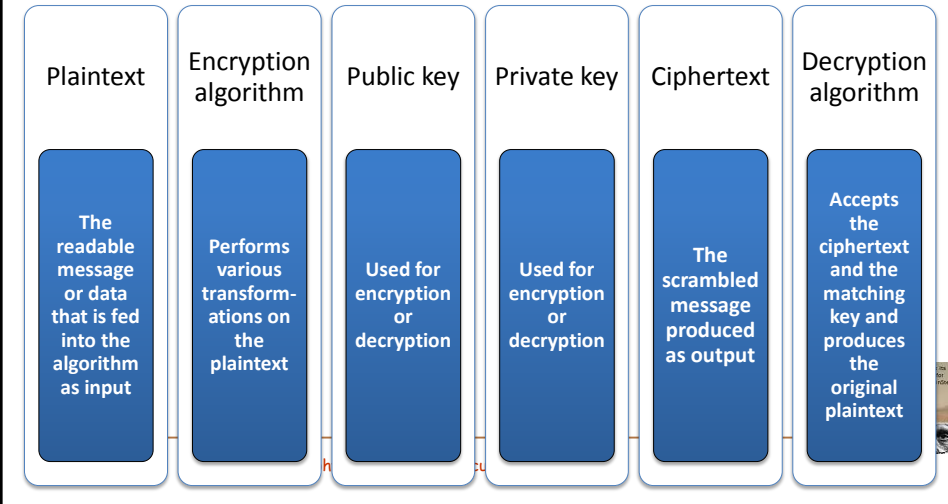 Plaintext
The
readable
message
or data
that is fed
into the
algorithm
as input
Encryption
algorithm
Performs
various
transform-
ations on
the
plaintext
Public key
Used for
encryption
or
decryption
Private key
Used for
encryption
or
decryption
Ciphertext
The
scrambled
message
produced
as output
Decryption
algorithm
Accepts
the
ciphertext
and the
matching
key and
produces
the
original
plaintext